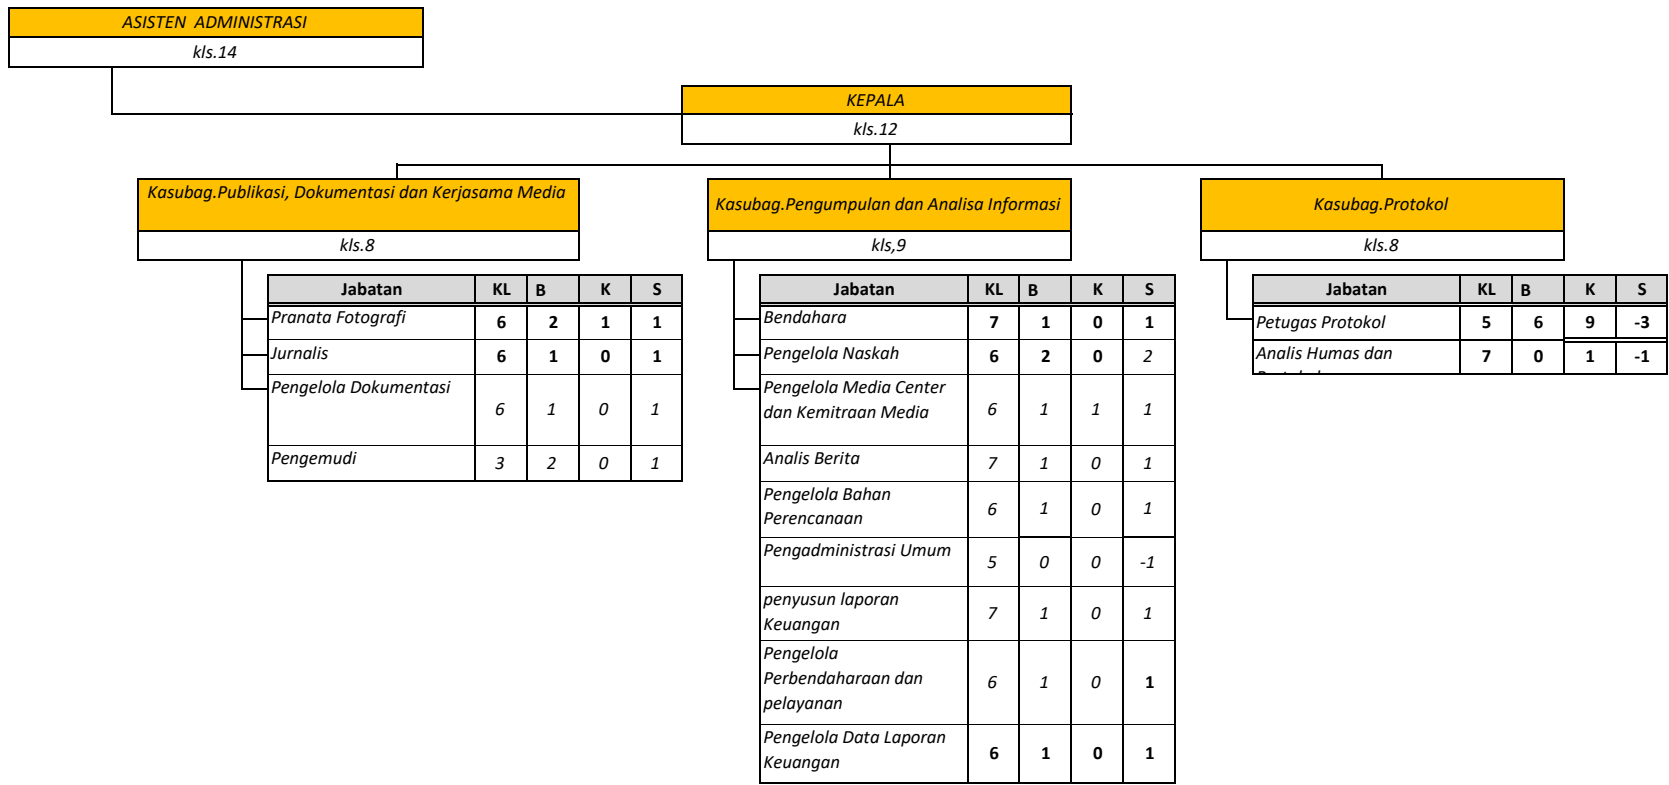 ASISTEN ADMINISTRASI
kls.14
KEPALA
kls.12
Kasubag.Publikasi, Dokumentasi dan Kerjasama Media
kls.8
Jabatan KL B K S
Pranata Fotografi 6 2 1 1
Jurnalis 6 1 0 1
Pengelola Dokumentasi 6 1 0 1
Pengemudi 3 2 0 1
Kasubag.Pengumpulan dan Analisa Informasi
kls,9
Jabatan KL B K S
Bendahara 7 1 0 1
Pengelola Naskah 6 2 0 2
Pengelola Media Center
dan Kemitraan Media 6 1 1 1
Analis Berita 7 1 0 1
Pengelola Bahan
Perencanaan 6 1 0 1
Pengadministrasi Umum 5 0 0 -1
penyusun laporan
Keuangan 7 1 0 1
Pengelola
Perbendaharaan dan 6 1 0 1
pelayanan
Pengelola Data Laporan
Keuangan 6 1 0 1
Kasubag.Protokol
kls.8
Jabatan KL B K S
Petugas Protokol 5 6 9 -3
Analis Humas dan 7 0 1 -1